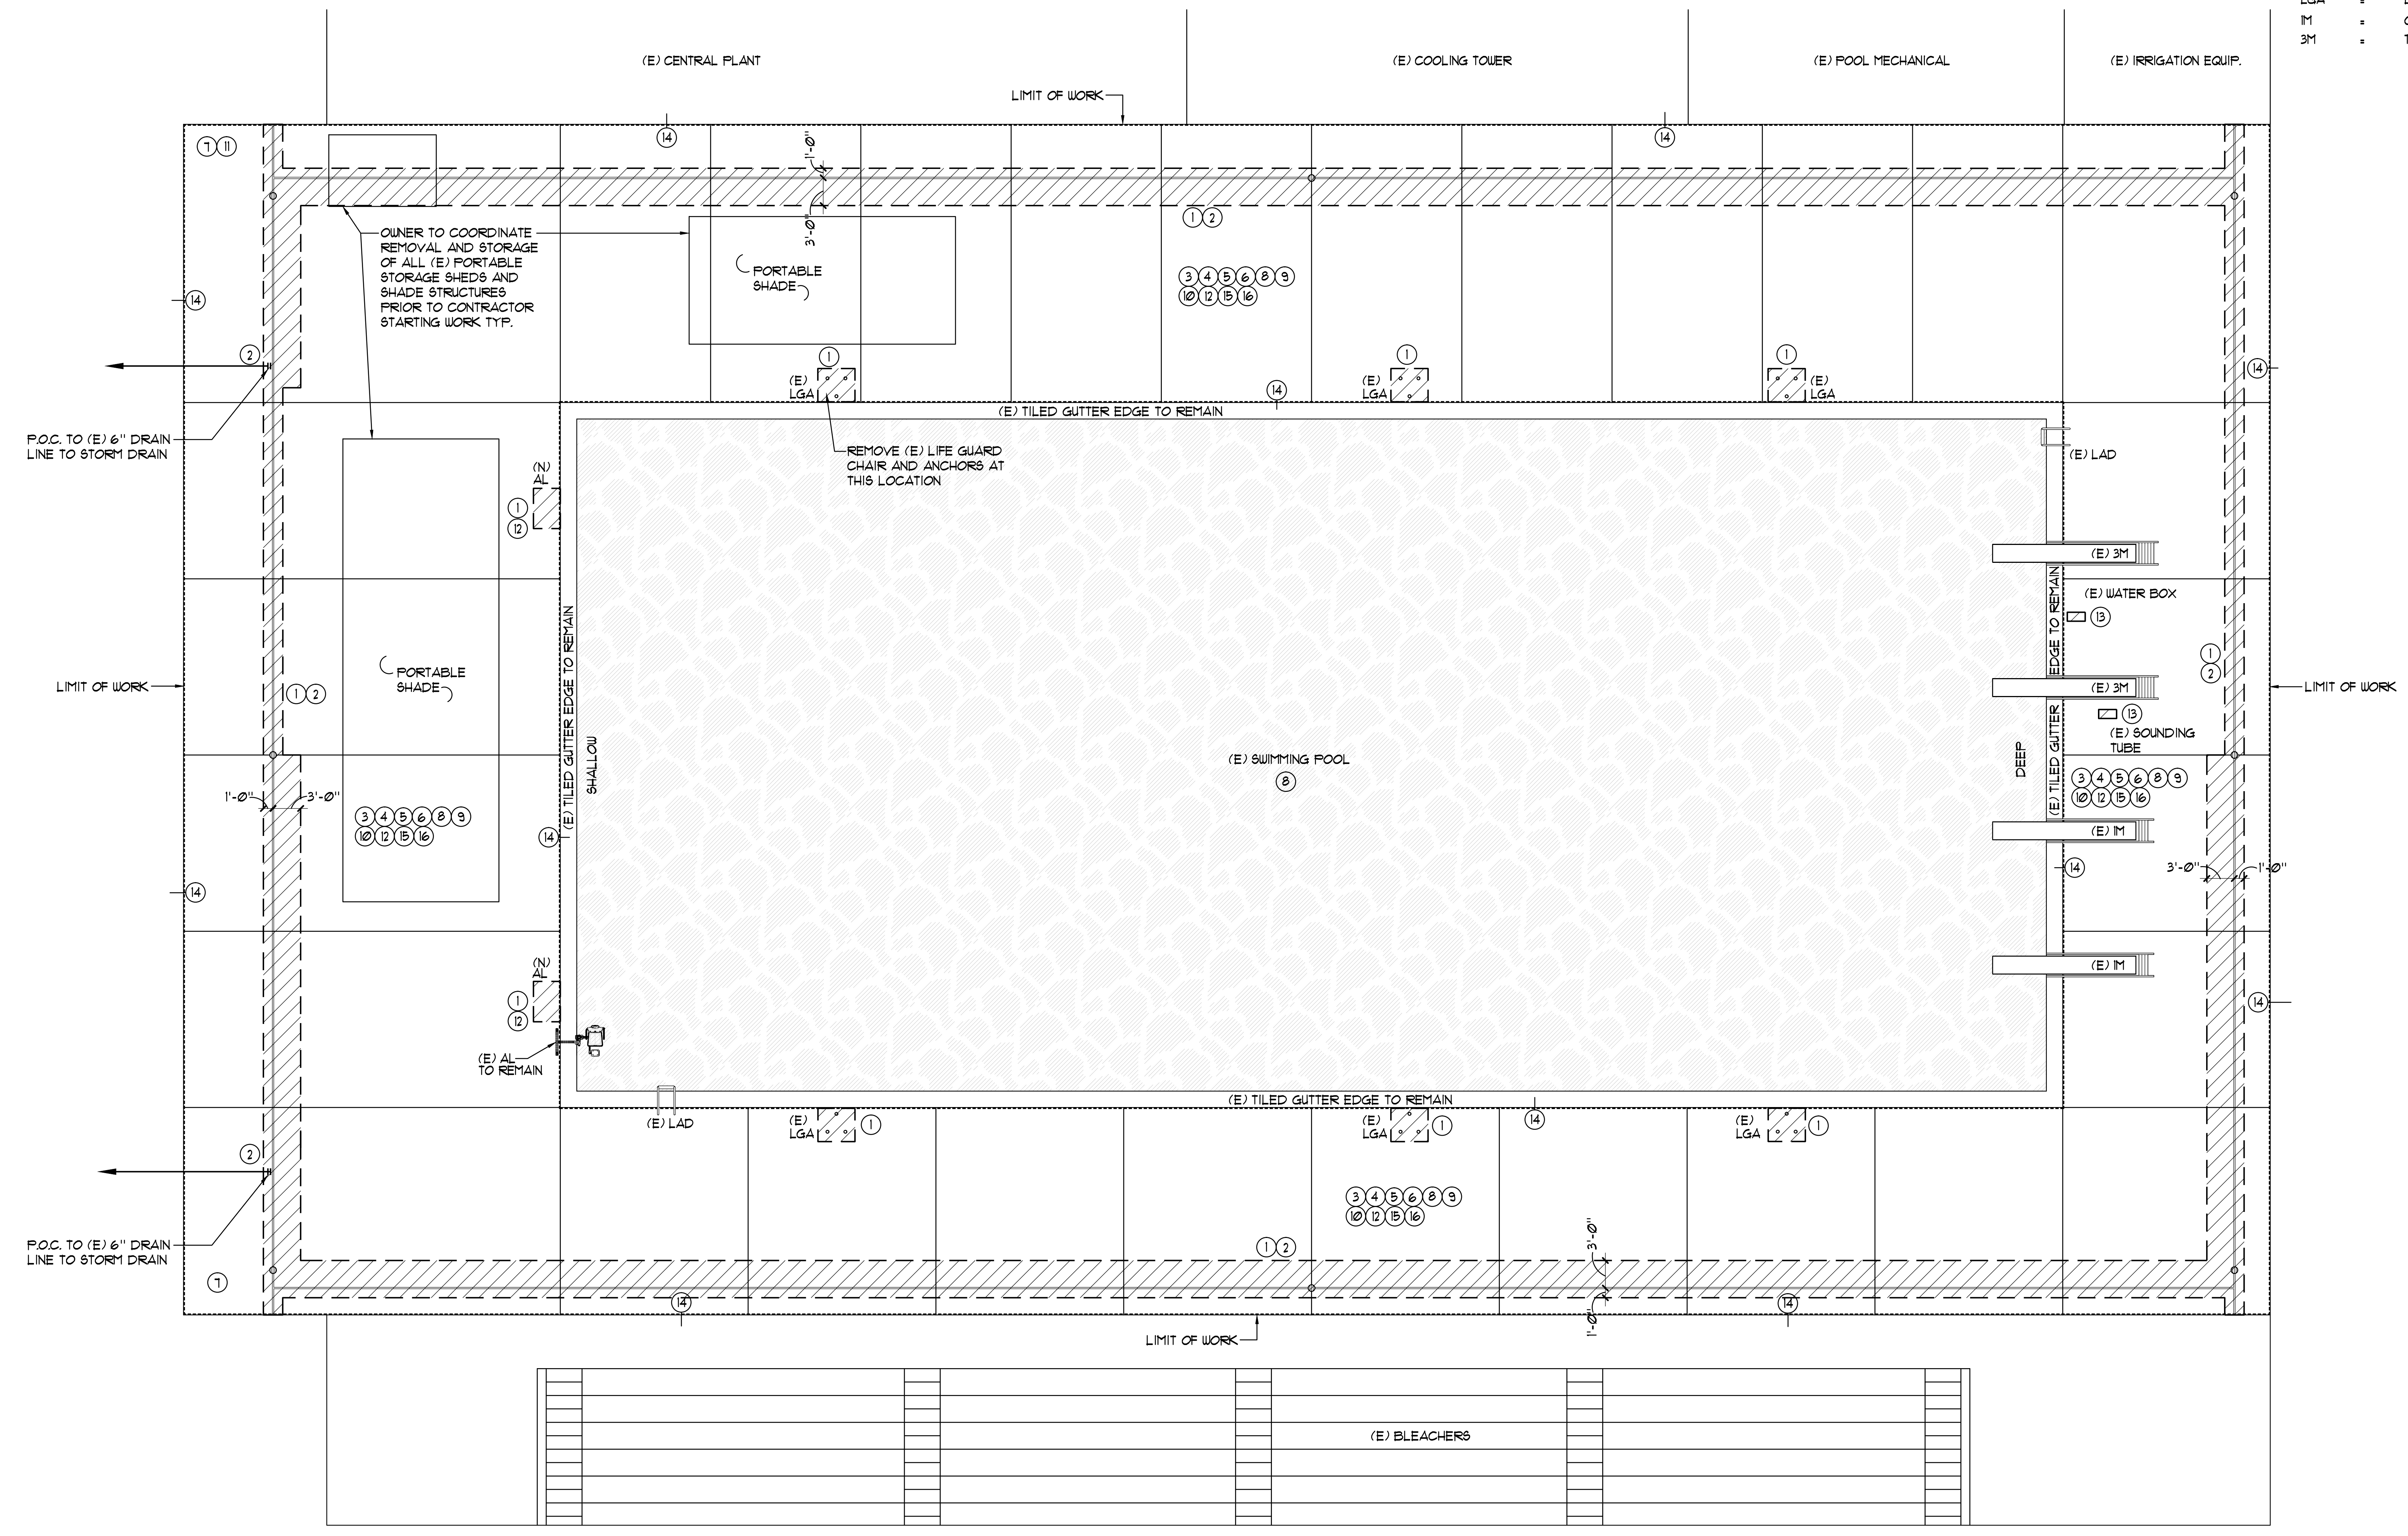 LGA =
1M =
3M =
(E) CENTRAL PLANT
(E) COOLING TOWER
(E) POOL MECHANICAL
(E) IRRIGATION EQUIP.
LIMIT OF WORK
14
14
7 11
1'-0"
3'-0"
1 2
OWNER TO COORDINATE
REMOVAL AND STORAGE
OF ALL (E) PORTABLE
STORAGE SHEDS AND
SHADE STRUCTURES
PRIOR TO CONTRACTOR
STARTING WORK TYP.
PORTABLE
SHADE
3 4 5 6 8 9
10 12 15 16
14
2
1
(E)
LGA
1
(E)
LGA
1
(E)
LGA
14
14
(E) TILED GUTTER EDGE TO REMAIN
P.O.C. TO (E) 6" DRAIN
LINE TO STORM DRAIN
REMOVE (E) LIFE GUARD
CHAIR AND ANCHORS AT
THIS LOCATION
(E) LAD
(N)
AL
1
12
(E) 3M
(E) WATER BOX
13
(E) TILED GUTTER EDGE TO REMAIN
(E) TILED GUTTER EDGE TO REMAIN
1
2
LIMIT OF WORK
1 2
PORTABLE
SHADE
(E) 3M
LIMIT OF WORK
13
(E) SOUNDING
TUBE
SHALLOW
(E) SWIMMING POOL
8
DEEP
3 4 5 6 8 9
10 12 15 16
1'-0"
3'-0"
3 4 5 6 8 9
10 12 15 16
14
(E) 1M
14
3'-0"
1'-0"
14
(E) 1M
(N)
AL
1
12
14
(E) AL
TO REMAIN
(E) TILED GUTTER EDGE TO REMAIN
(E) LAD
(E)
LGA
1
(E)
LGA
1
14
(E)
LGA
1
2
3 4 5 6 8 9
10 12 15 16
P.O.C. TO (E) 6" DRAIN
LINE TO STORM DRAIN
1 2
3'-0"
7
14
1'-0"
14
LIMIT OF WORK
(E) BLEACHERS